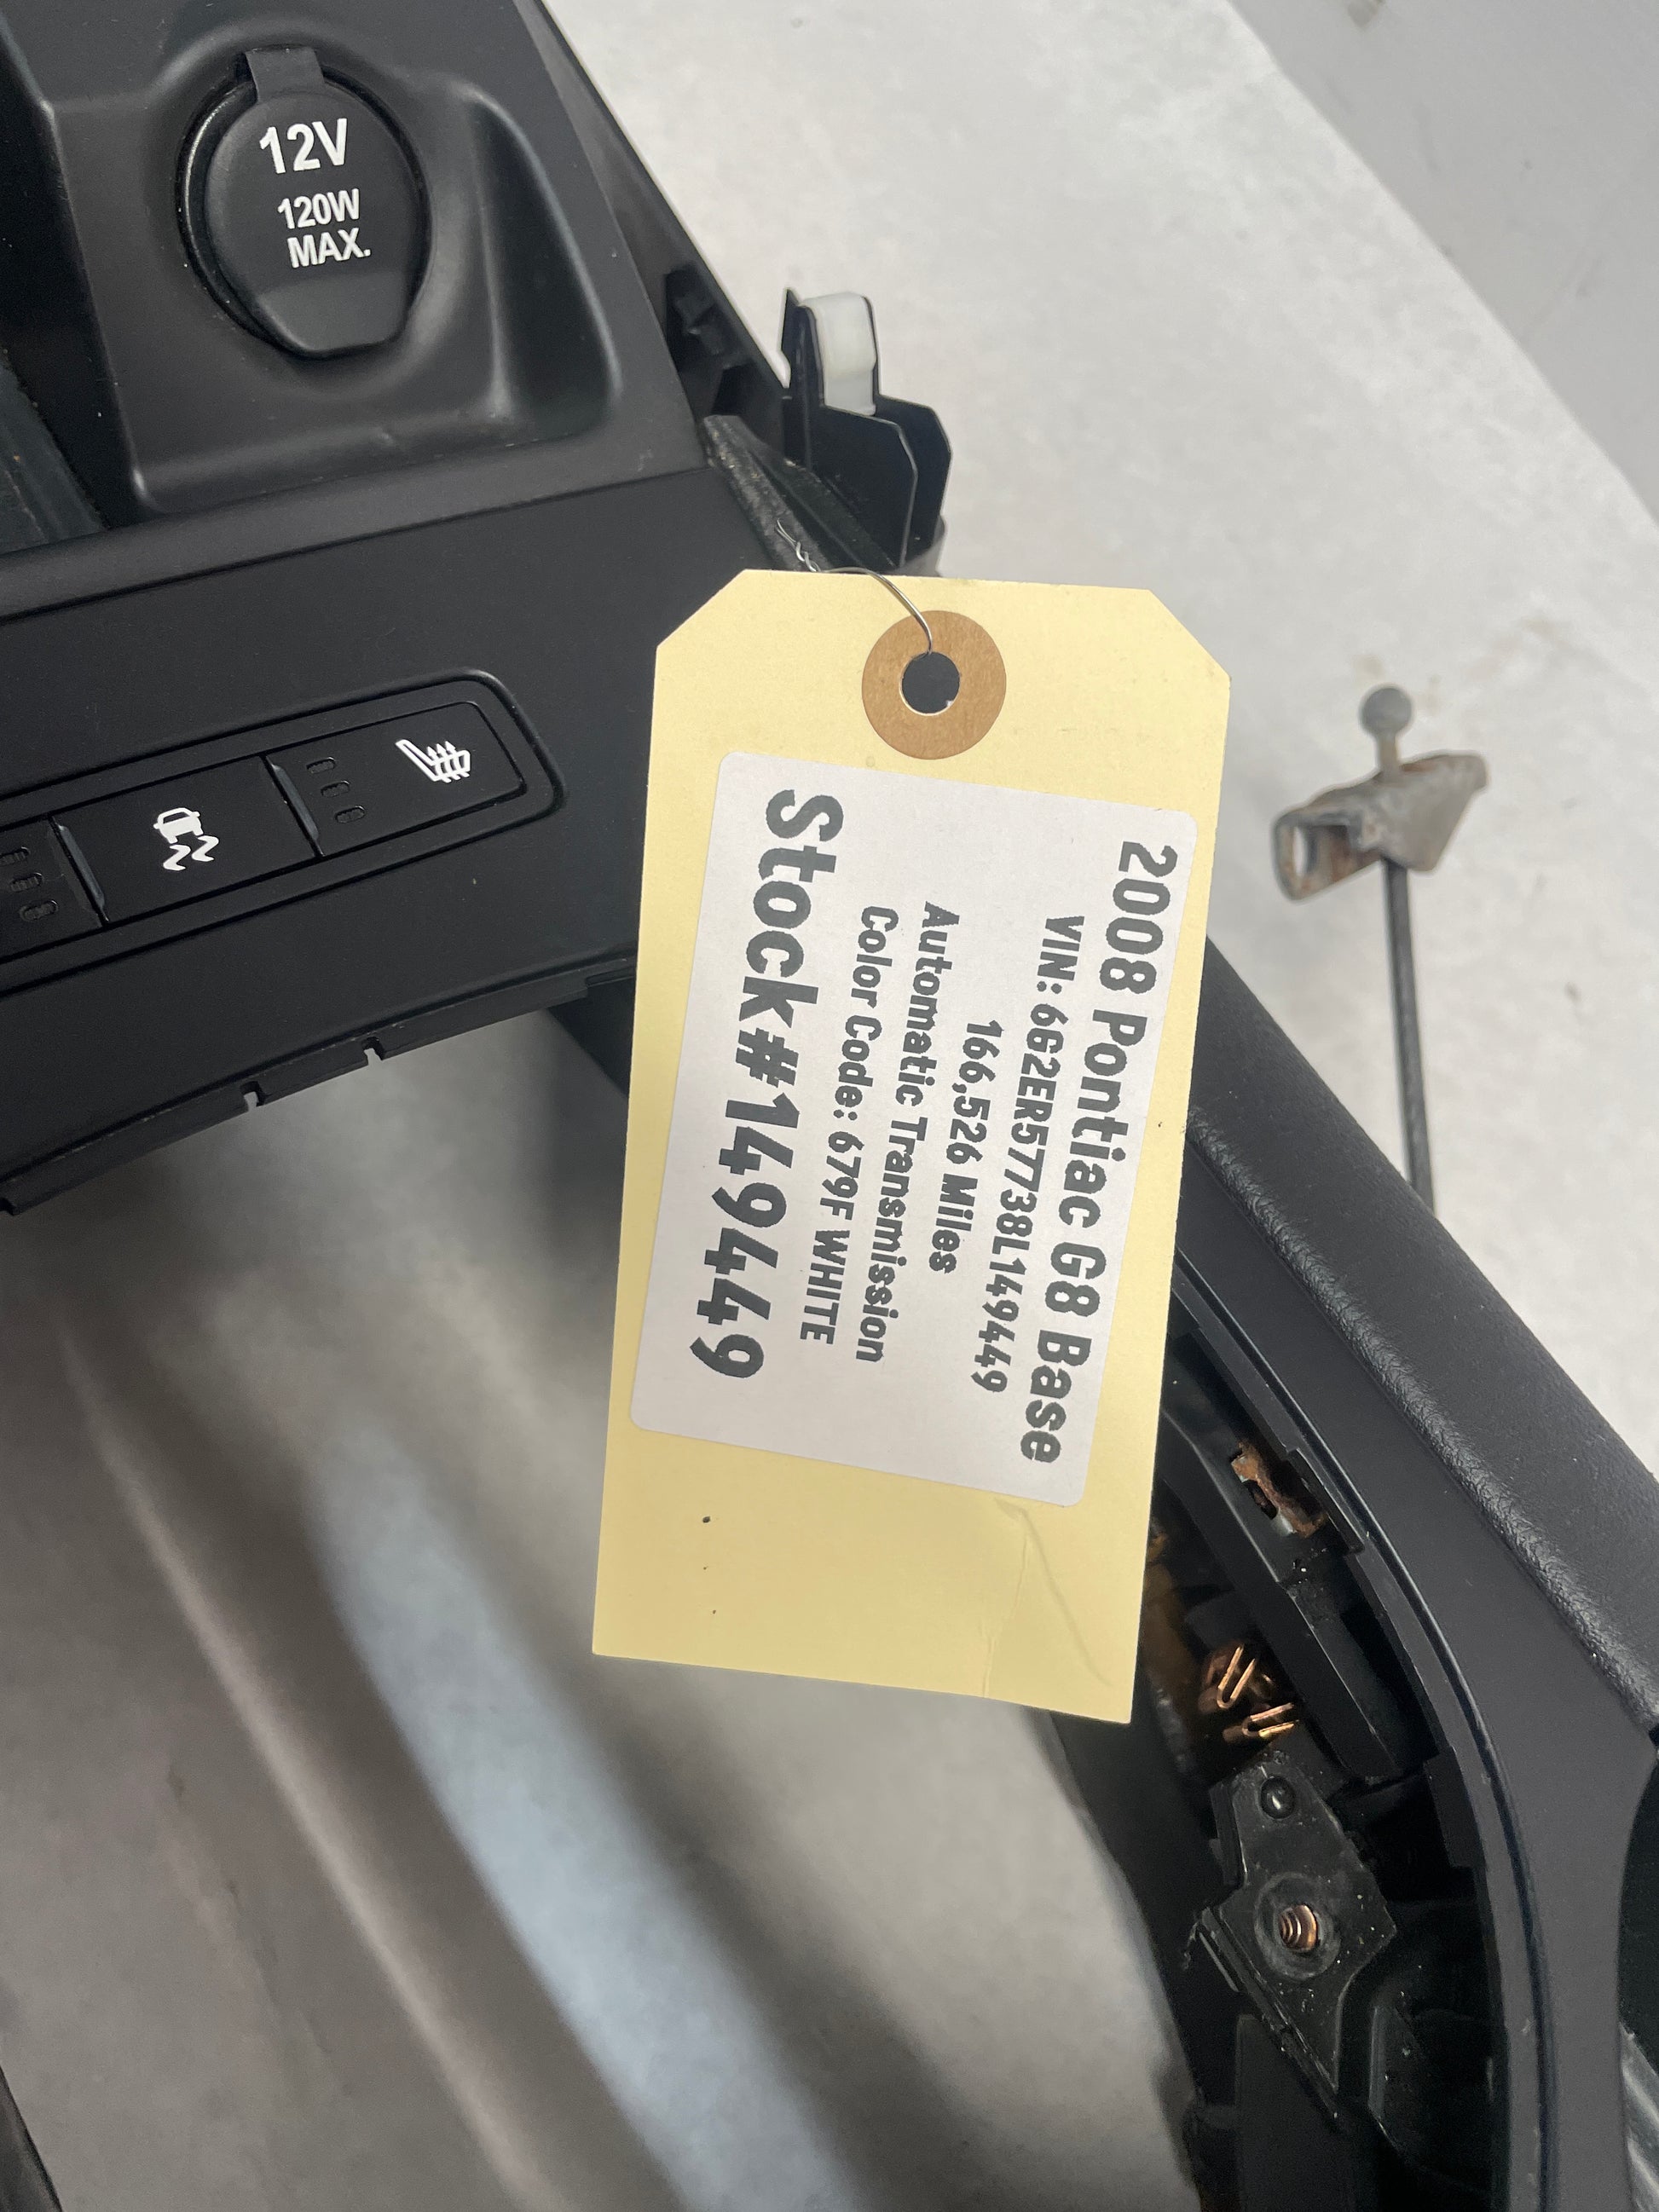 12V
120W
MAX.
2008 Pontiac G8 Base
VIN: 6G2ER57738L149449
166,526 Miles
Automatic Transmission
Color Code: 679F WHITE
Stock#149449